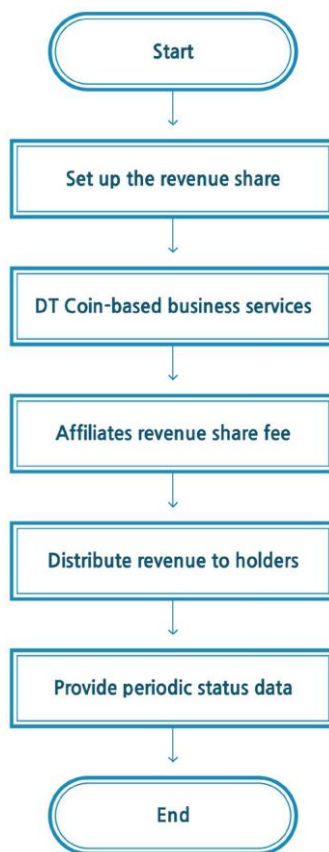 Start
Set up the revenue share
DT Coin-based business services
Affiliates revenue share fee
Distribute revenue to holders
Provide periodic status data
End